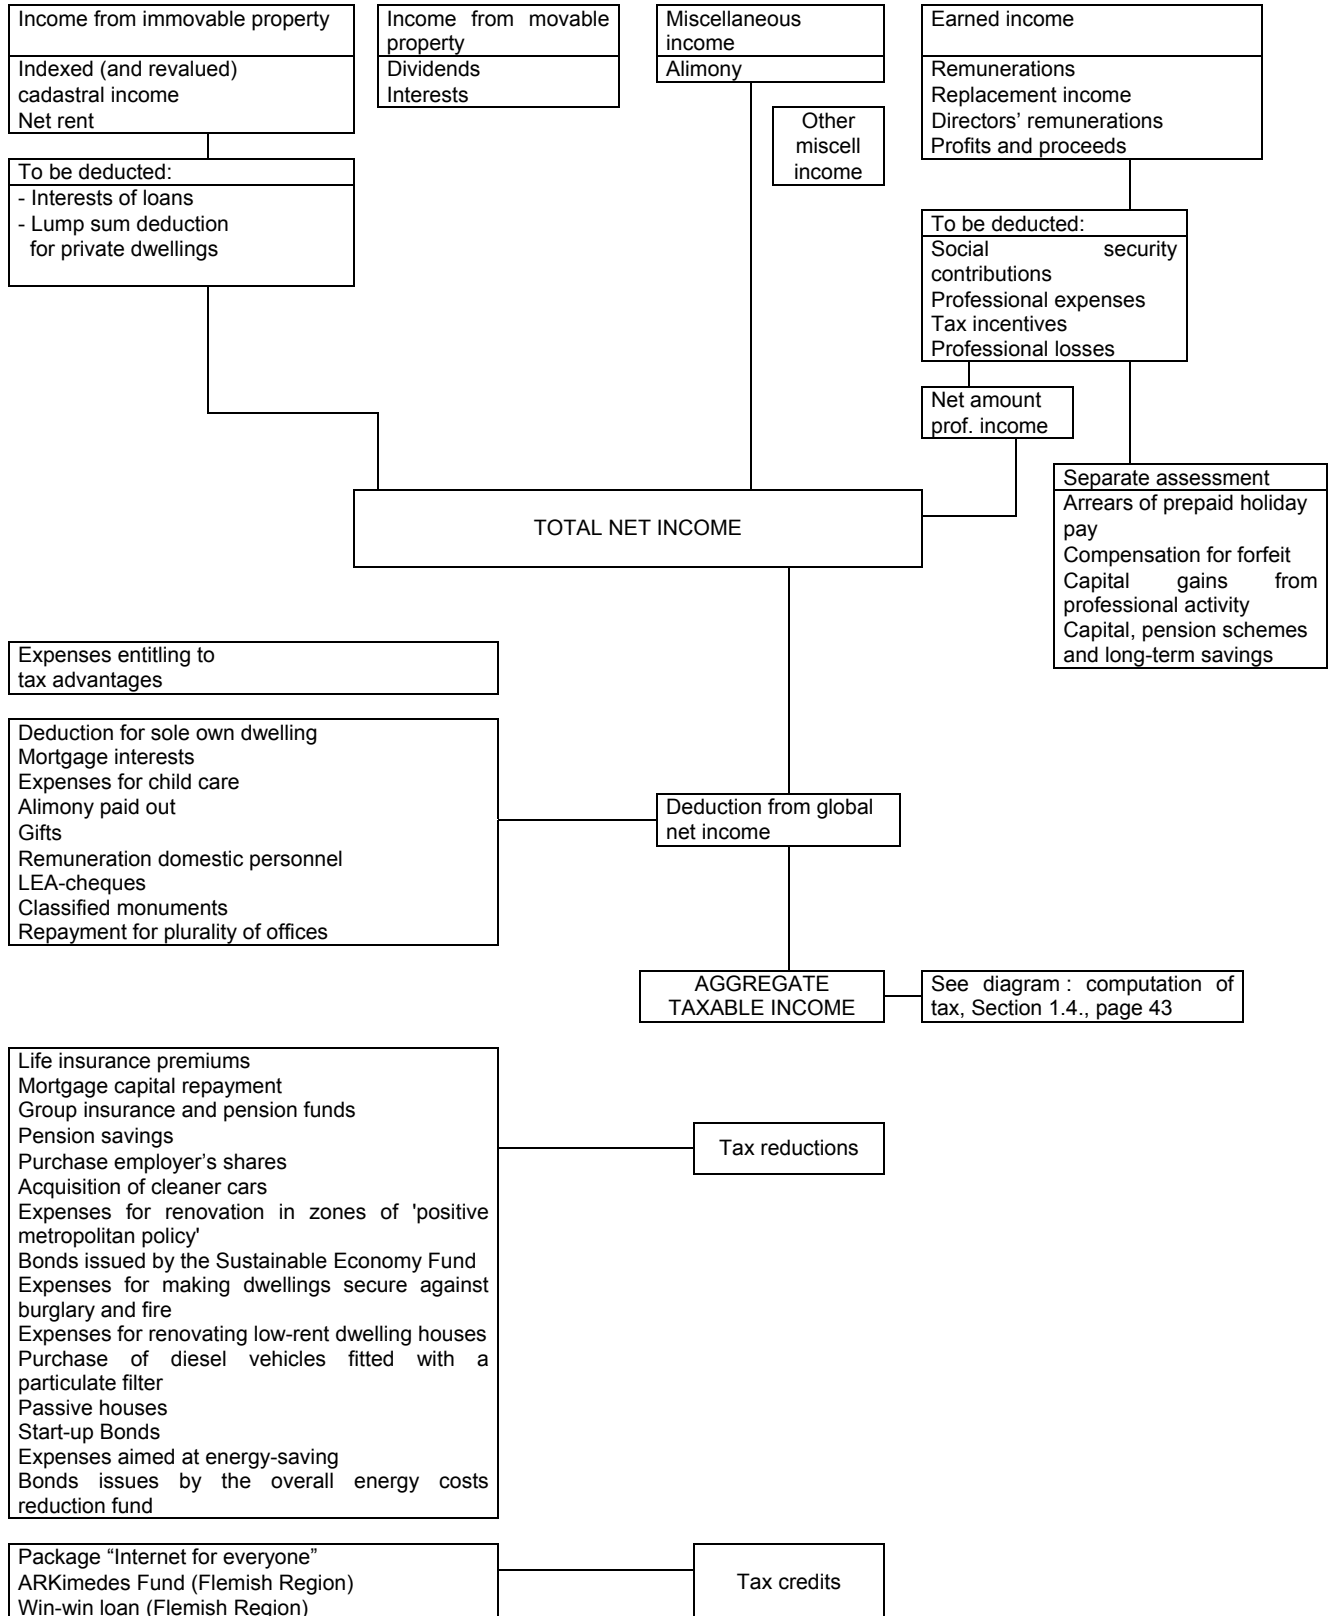 Income from immovable property
Indexed (and revalued)
cadastral income
Net rent
To be deducted:
- Interests of loans
- Lump sum deduction
for private dwellings
Income from movable
property
Dividends
Interests
Miscellaneous
income
Alimony
Other
miscell
income
Earned income
Remunerations
Replacement income
Directors’ remunerations
Profits and proceeds
To be deducted:
Social security
contributions
Professional expenses
Tax incentives
Professional losses
Net amount
prof. income
Separate assessment
Arrears of prepaid holiday
pay
Compensation for forfeit
Capital gains from
professional activity
Capital, pension schemes
and long-term savings
TOTAL NET INCOME
Expenses entitling to
tax advantages
Deduction for sole own dwelling
Mortgage interests
Expenses for child care
Alimony paid out
Gifts
Remuneration domestic personnel
LEA-cheques
Classified monuments
Repayment for plurality of offices
Deduction from global
net income
AGGREGATE
TAXABLE INCOME
See diagram : computation of
tax, Section 1.4., page 43
Life insurance premiums
Mortgage capital repayment
Group insurance and pension funds
Pension savings
Purchase employer’s shares
Acquisition of cleaner cars
Expenses for renovation in zones of 'positive
metropolitan policy'
Bonds issued by the Sustainable Economy Fund
Expenses for making dwellings secure against
burglary and fire
Expenses for renovating low-rent dwelling houses
Purchase of diesel vehicles fitted with a
particulate filter
Passive houses
Start-up Bonds
Expenses aimed at energy-saving
Bonds issues by the overall energy costs
reduction fund
Tax reductions
Package “Internet for everyone”
ARKimedes Fund (Flemish Region)
Win-win loan (Flemish Region)
Tax credits